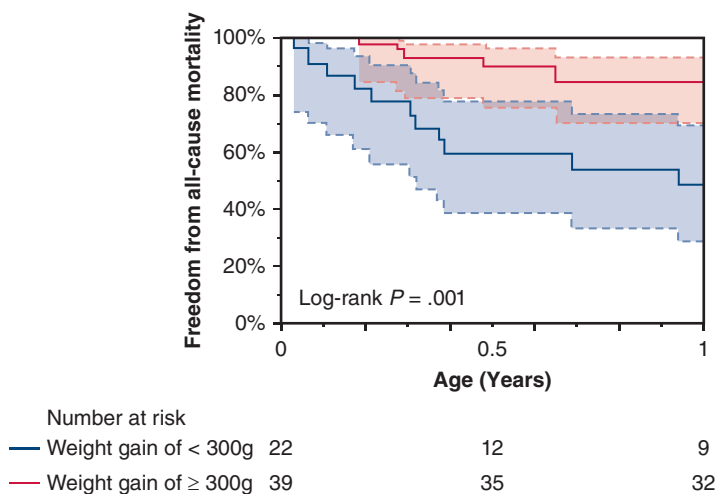 Freedom from all-cause mortality
100%
80%
60%
40%
20%
0%
Log-rank P = .001
0 0.5 1
Age (Years)
Number at risk
Weight gain of < 300g 22 12 9
Weight gain of ≥ 300g 39 35 32